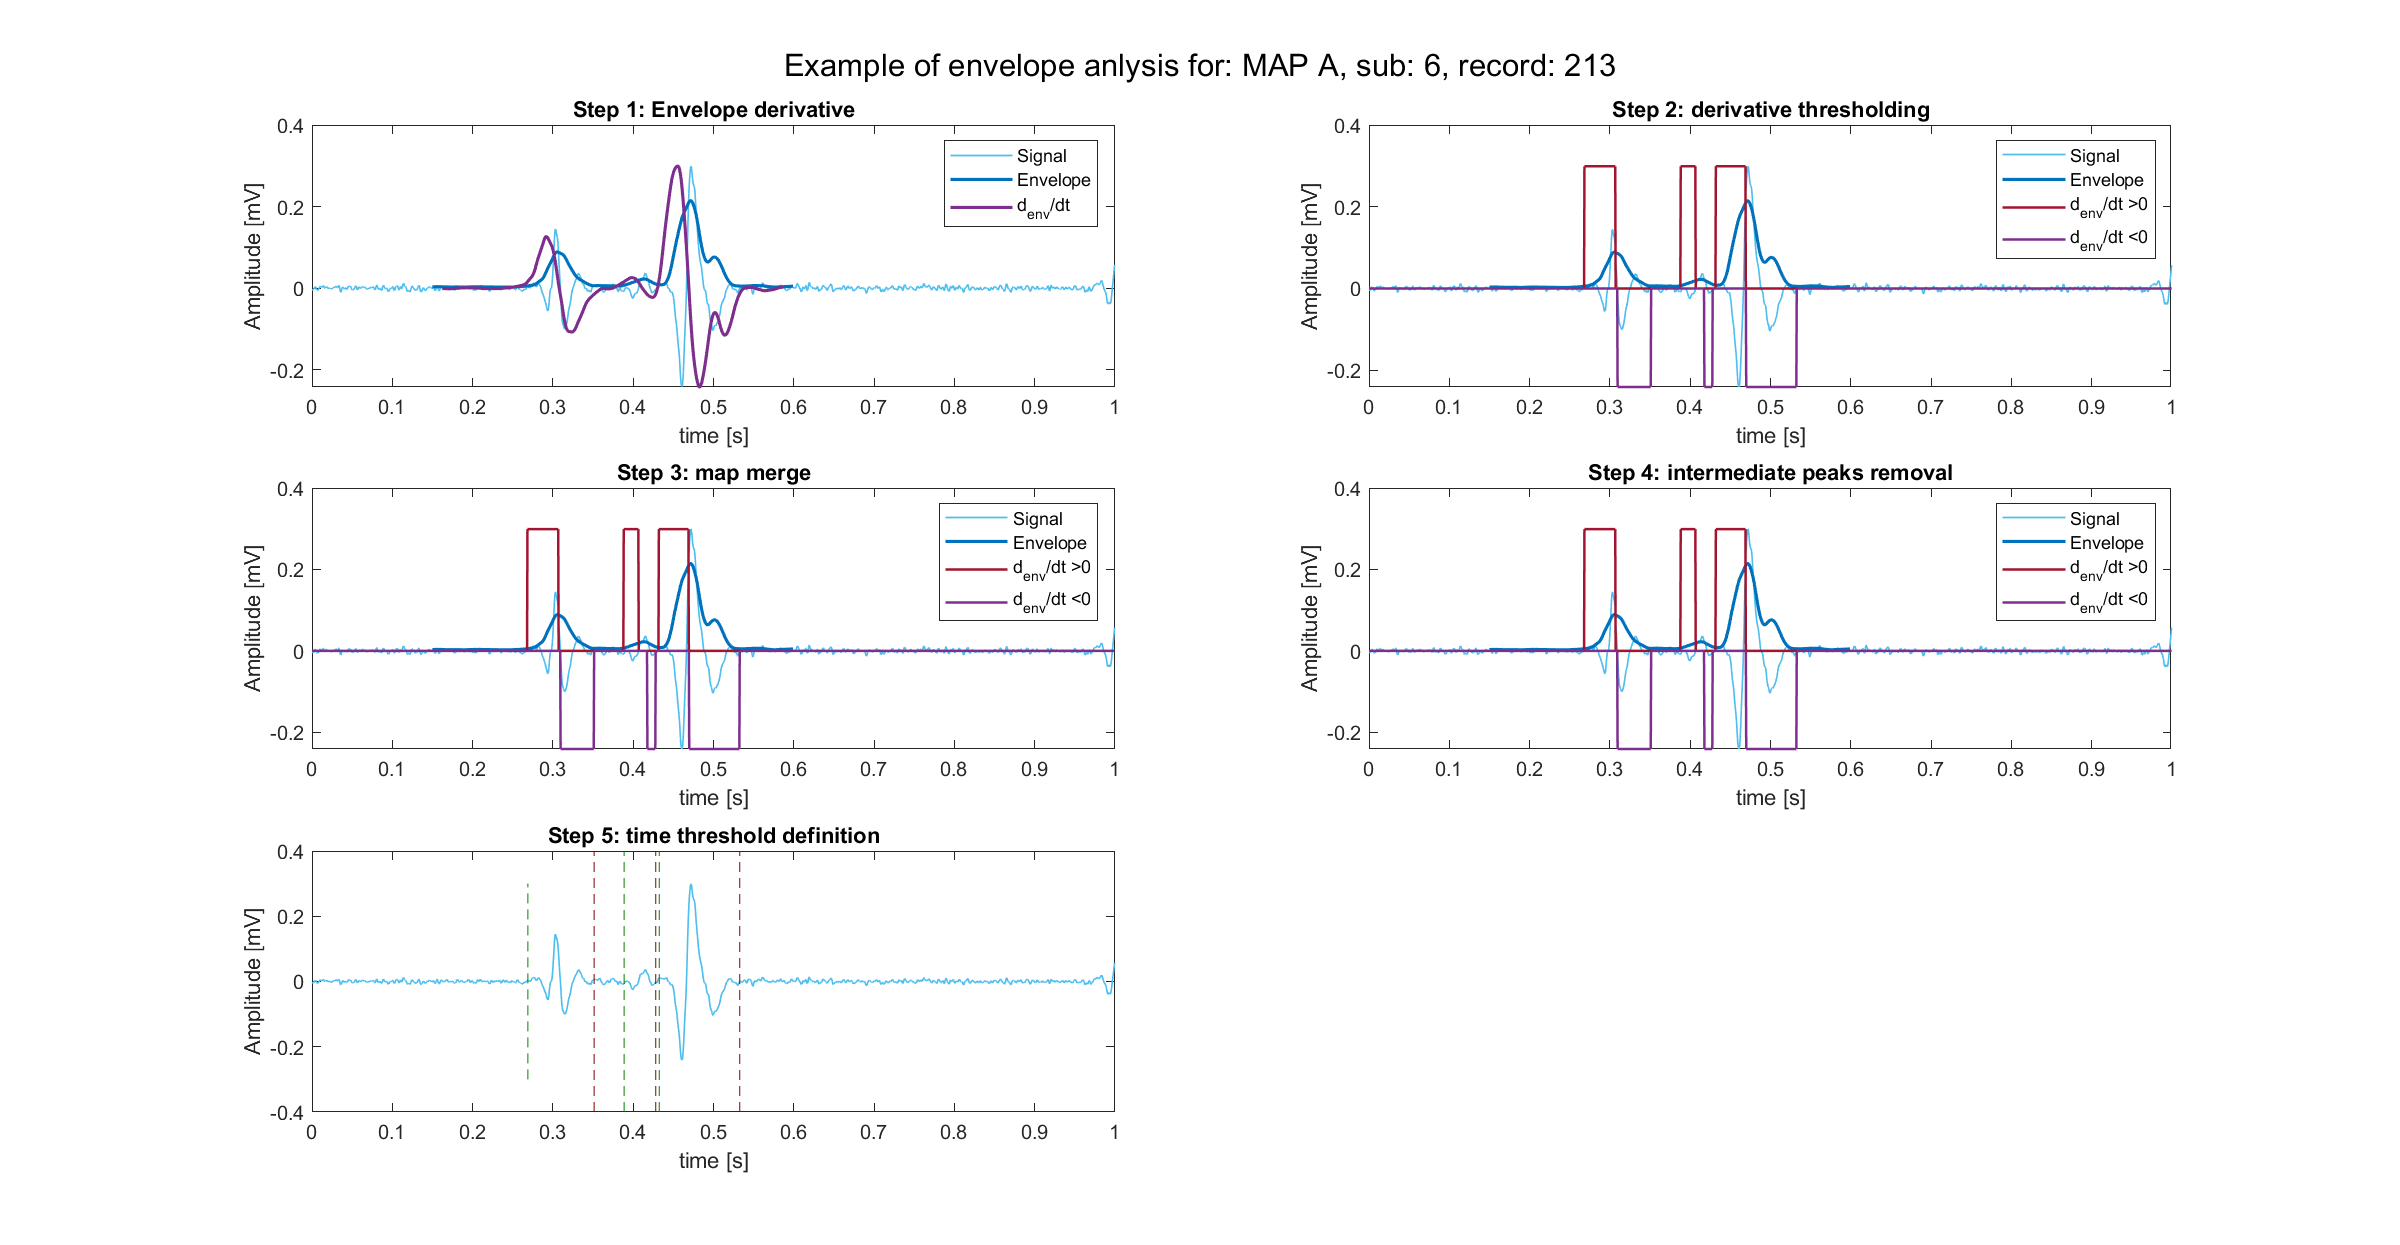 Example of envelope anlysis for: MAP A, sub: 6, record: 213
Step 1: Envelope derivative
0.4
0.2
0
-0.2
Amplitude [mV]
Signal
Envelope
d_env/dt
0 0.1 0.2 0.3 0.4 0.5 0.6 0.7 0.8 0.9 1
time [s]
Step 2: derivative thresholding
0.4
0.2
0
-0.2
Amplitude [mV]
Signal
Envelope
d_env/dt >0
d_env/dt <0
0 0.1 0.2 0.3 0.4 0.5 0.6 0.7 0.8 0.9 1
time [s]
Step 3: map merge
0.4
0.2
0
-0.2
Amplitude [mV]
Signal
Envelope
d_env/dt >0
d_env/dt <0
0 0.1 0.2 0.3 0.4 0.5 0.6 0.7 0.8 0.9 1
time [s]
Step 4: intermediate peaks removal
0.4
0.2
0
-0.2
Amplitude [mV]
Signal
Envelope
d_env/dt >0
d_env/dt <0
0 0.1 0.2 0.3 0.4 0.5 0.6 0.7 0.8 0.9 1
time [s]
Step 5: time threshold definition
0.4
0.2
0
-0.2
-0.4
Amplitude [mV]
0 0.1 0.2 0.3 0.4 0.5 0.6 0.7 0.8 0.9 1
time [s]